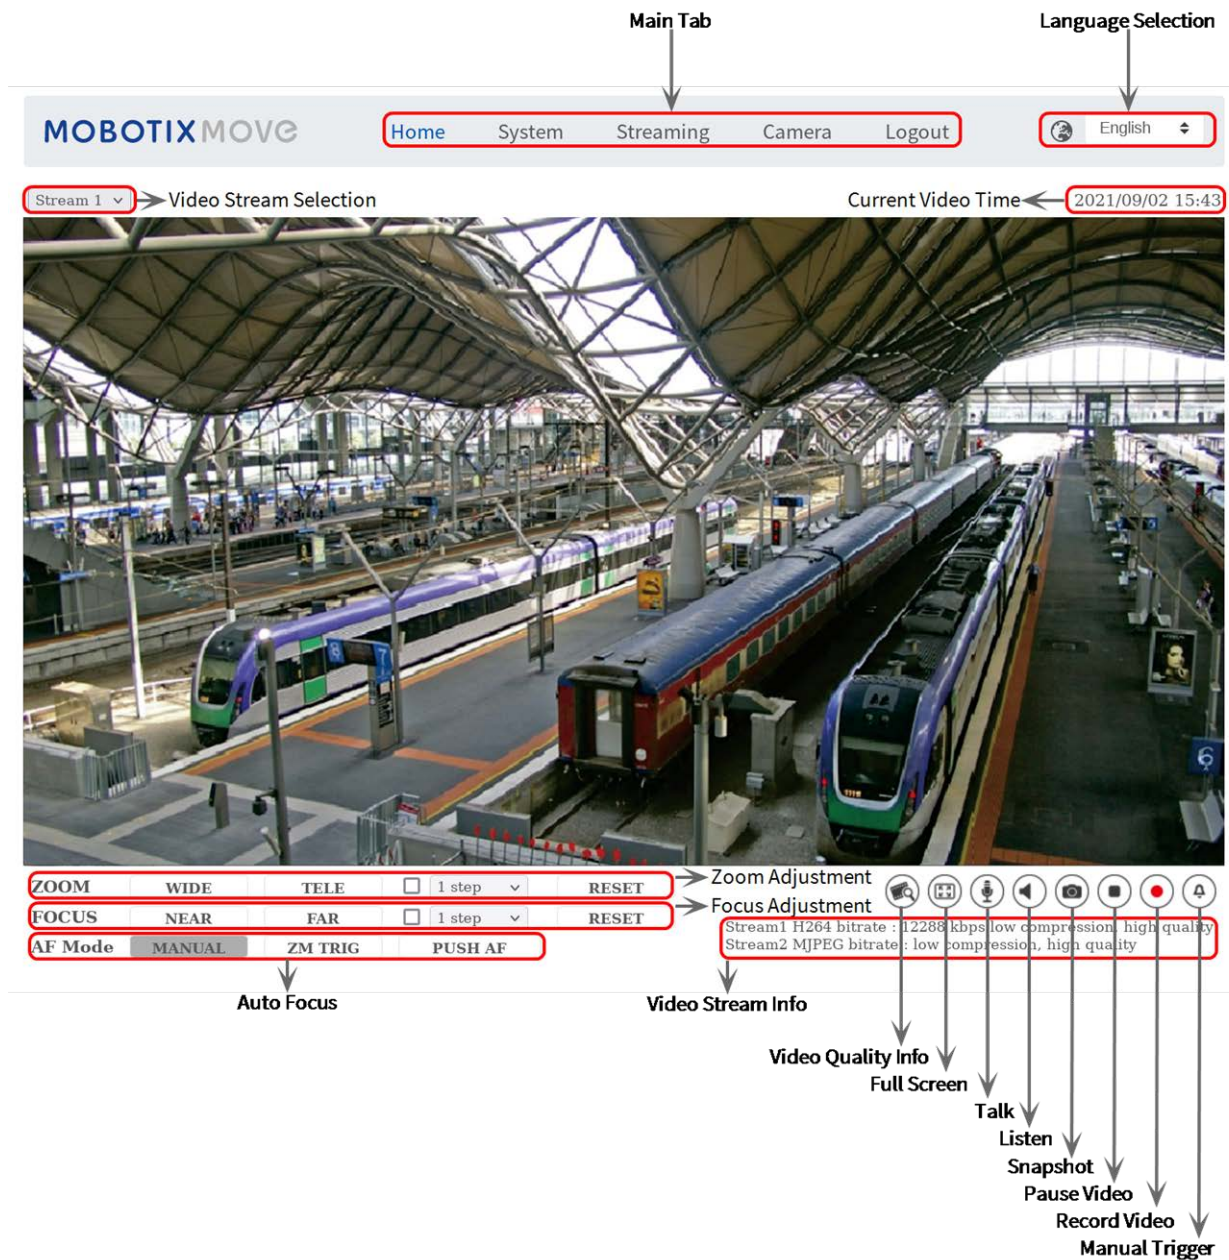 Main Tab
Language Selection
MOBOTIX MOVE
Home System Streaming Camera Logout
English
Stream 1
Video Stream Selection
Current Video Time
2021/09/02 15:43
8
7
6
ZOOM WIDE TELE 1 step RESET
Zoom Adjustment
FOCUS NEAR FAR 1 step RESET
Focus Adjustment
AF Mode MANUAL ZM TRIG PUSH AF
Stream1 H264 bitrate : 12288 kbps low compression, high quality
Stream2 MJPEG bitrate : low compression, high quality
Auto Focus
Video Stream Info
Video Quality Info
Full Screen
Talk
Listen
Snapshot
Pause Video
Record Video
Manual Trigger